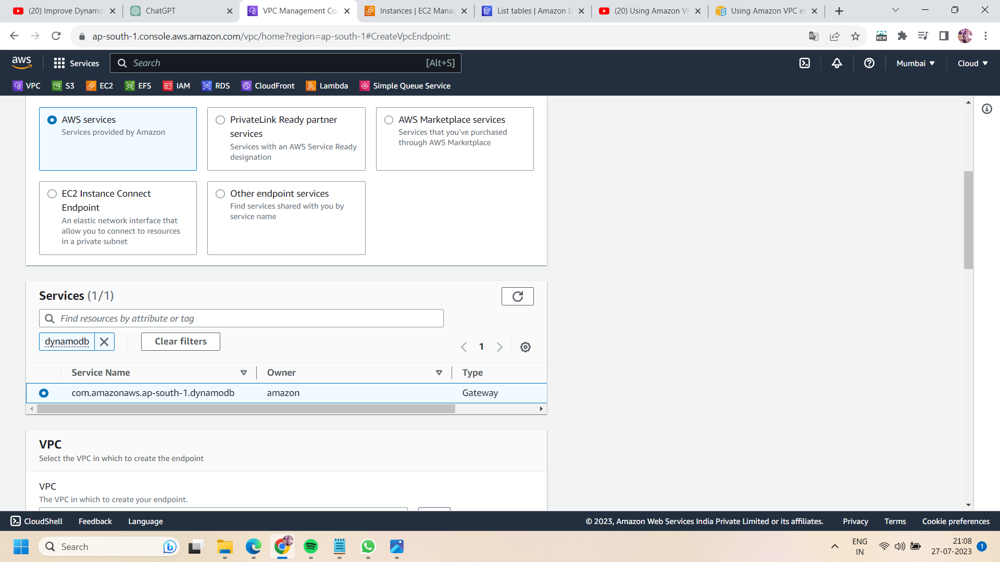 (20) Improve Dynamo
ChatGPT
VPC Management Co
Instances | EC2 Manag
List tables | Amazon D
(20) Using Amazon VP
Using Amazon VPC en
ap-south-1.console.aws.amazon.com/vpc/home?region=ap-south-1#CreateVpcEndpoint:
NEW
aws
Services
Search
[Alt+S]
Mumbai
Cloud
VPC
S3
EC2
EFS
IAM
RDS
CloudFront
Lambda
Simple Queue Service
AWS services
Services provided by Amazon
PrivateLink Ready partner
services
Services with an AWS Service Ready
designation
AWS Marketplace services
Services that you've purchased
through AWS Marketplace
EC2 Instance Connect
Endpoint
An elastic network interface that
allow you to connect to resources
in a private subnet
Other endpoint services
Find services shared with you by
service name
Services (1/1)
Find resources by attribute or tag
dynamodb
Clear filters
1
Service Name
Owner
Type
com.amazonaws.ap-south-1.dynamodb
amazon
Gateway
VPC
Select the VPC in which to create the endpoint
VPC
The VPC in which to create your endpoint.
CloudShell
Feedback
Language
© 2023, Amazon Web Services India Private Limited or its affiliates.
Privacy
Terms
Cookie preferences
Search
ENG
IN
21:08
27-07-2023
1